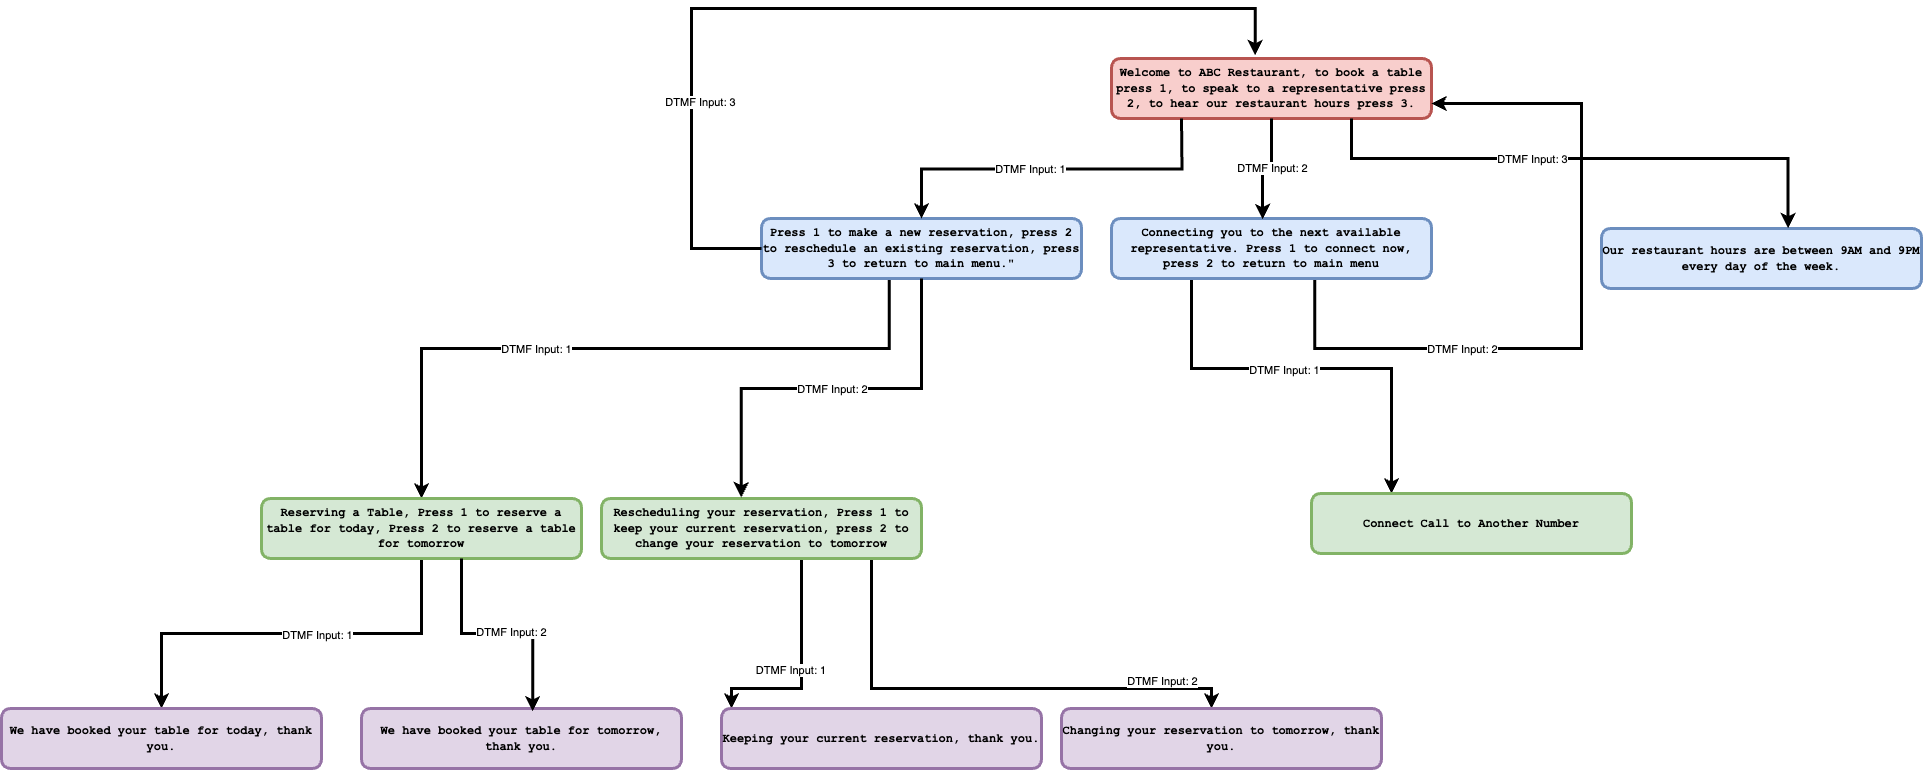 DTMF Input: 3
Welcome to ABC Restaurant, to book a table
press 1, to speak to a representative press
2, to hear our restaurant hours press 3.
DTMF Input: 1
DTMF Input: 2
DTMF Input: 3
Press 1 to make a new reservation, press 2
to reschedule an existing reservation, press
3 to return to main menu."
Connecting you to the next available
representative. Press 1 to connect now,
press 2 to return to main menu
Our restaurant hours are between 9AM and 9PM
every day of the week.
DTMF Input: 1
DTMF Input: 2
DTMF Input: 2
DTMF Input: 1
Reserving a Table, Press 1 to reserve a
table for today, Press 2 to reserve a table
for tomorrow
Rescheduling your reservation, Press 1 to
keep your current reservation, press 2 to
change your reservation to tomorrow
Connect Call to Another Number
DTMF Input: 1
DTMF Input: 2
DTMF Input: 1
DTMF Input: 2
We have booked your table for today, thank
you.
We have booked your table for tomorrow,
thank you.
Keeping your current reservation, thank you.
Changing your reservation to tomorrow, thank
you.